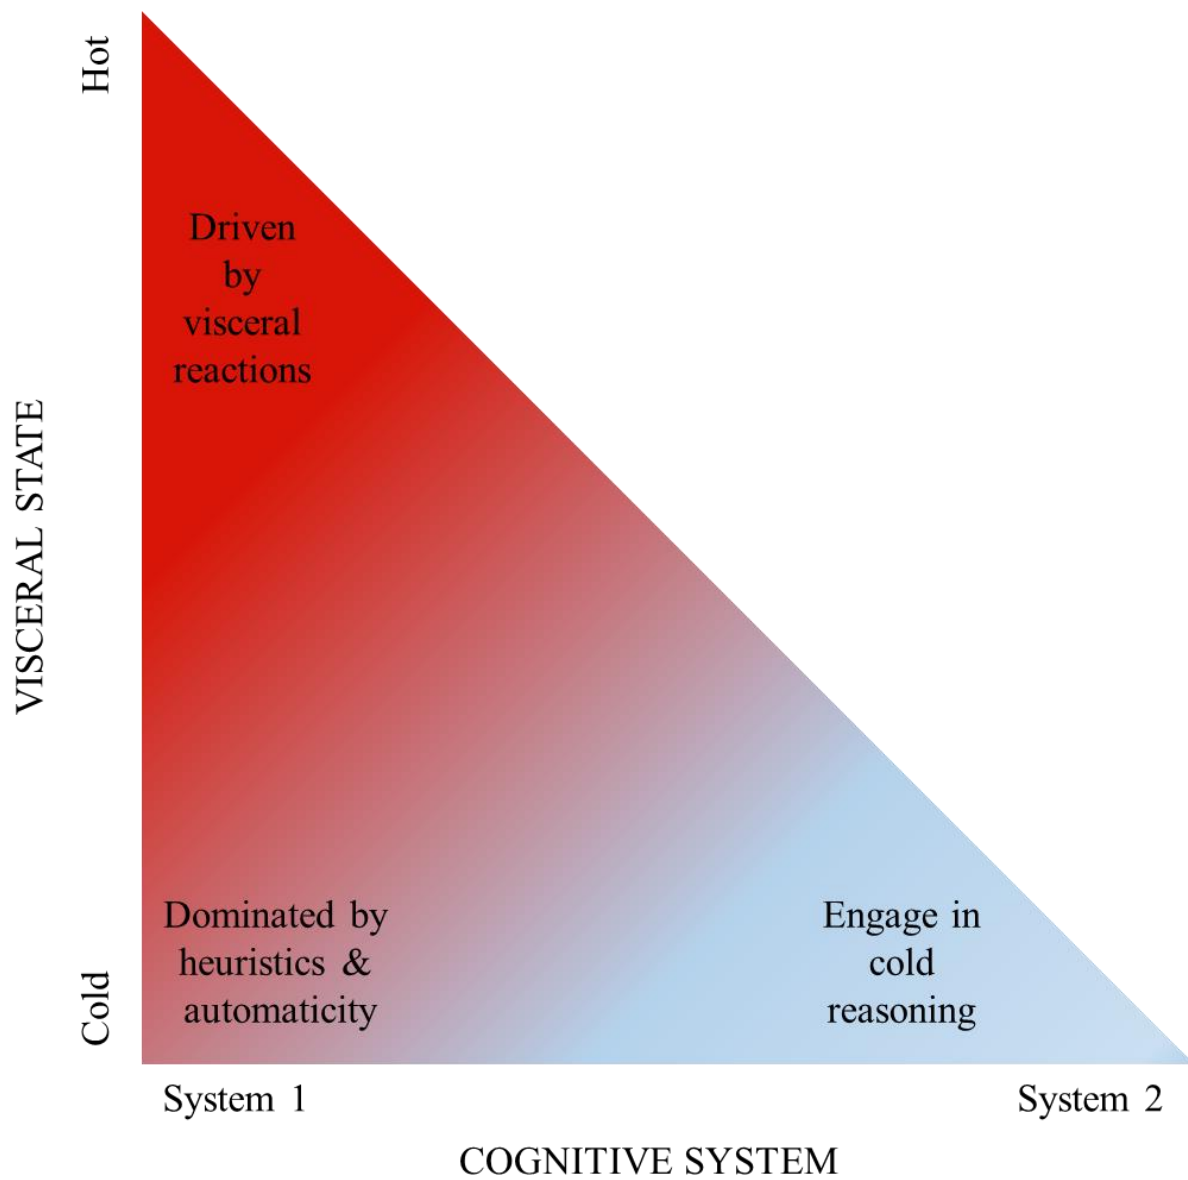 Hot
Driven
by
visceral
reactions
VISCERAL STATE
Dominated by
heuristics &
automaticity
Engage in
cold
reasoning
Cold
System 1
System 2
COGNITIVE SYSTEM